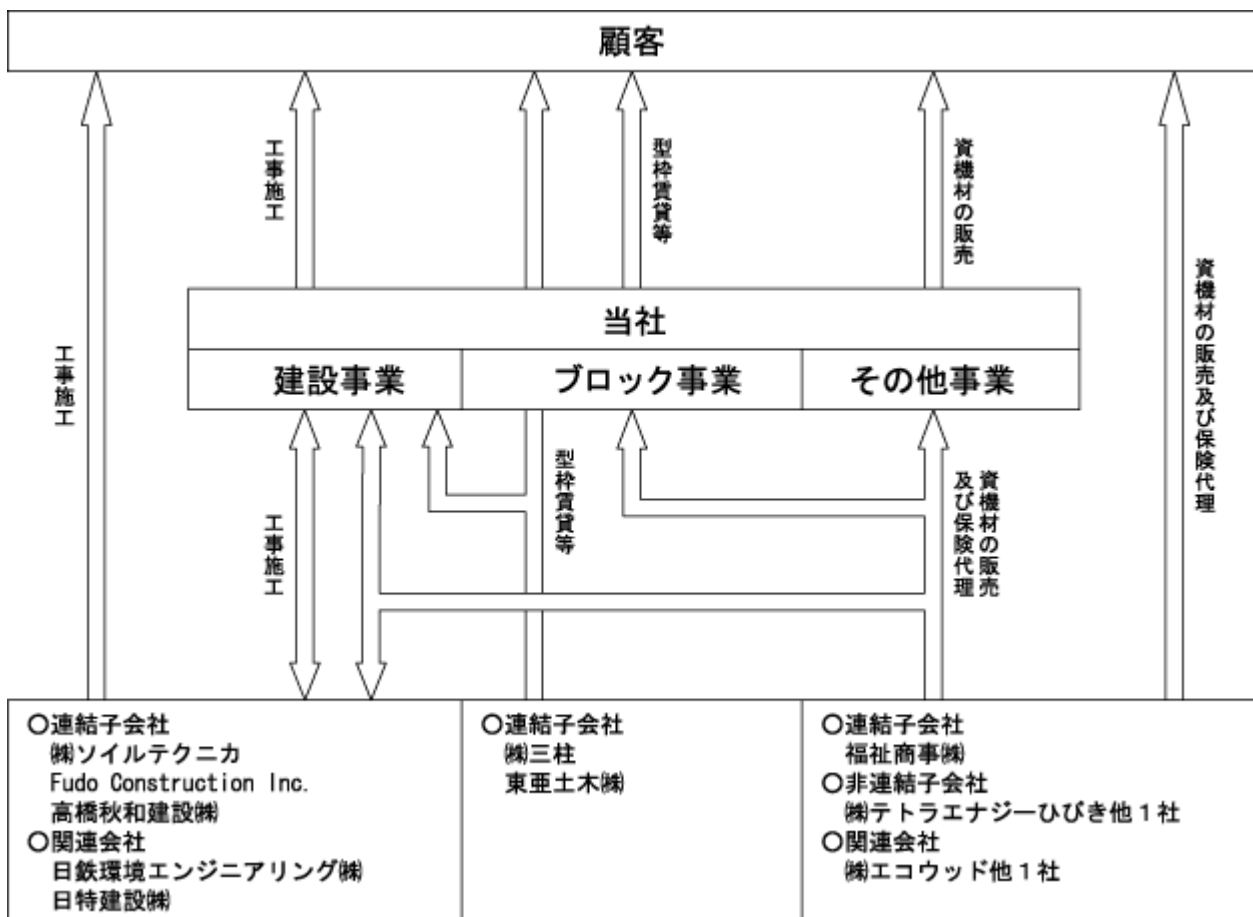 顧客
工事施工
型枠賃貸等
資機材の販売
工事施工
資機材の販売及び保険代理
当社
建設事業
ブロック事業
その他事業
工事施工
型枠賃貸等
資機材の販売
及び保険代理
○連結子会社
㈱ソイルテクニカ
Fudo Construction Inc.
高橋秋和建設㈱
○関連会社
日鉄環境エンジニアリング㈱
日特建設㈱
○連結子会社
㈱三柱
東亜土木㈱
○連結子会社
福祉商事㈱
○非連結子会社
㈱テトラエナジーひびき他1社
○関連会社
㈱エコウッド他1社